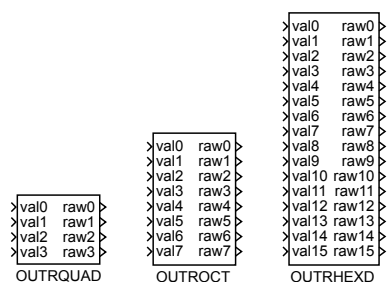 val0 raw0
val1 raw1
val2 raw2
val3 raw3
OUTRQUAD
val0 raw0
val1 raw1
val2 raw2
val3 raw3
val4 raw4
val5 raw5
val6 raw6
val7 raw7
OUTROCT
val0 raw0
val1 raw1
val2 raw2
val3 raw3
val4 raw4
val5 raw5
val6 raw6
val7 raw7
val8 raw8
val9 raw9
val10 raw10
val11 raw11
val12 raw12
val13 raw13
val14 raw14
val15 raw15
OUTRHEXD